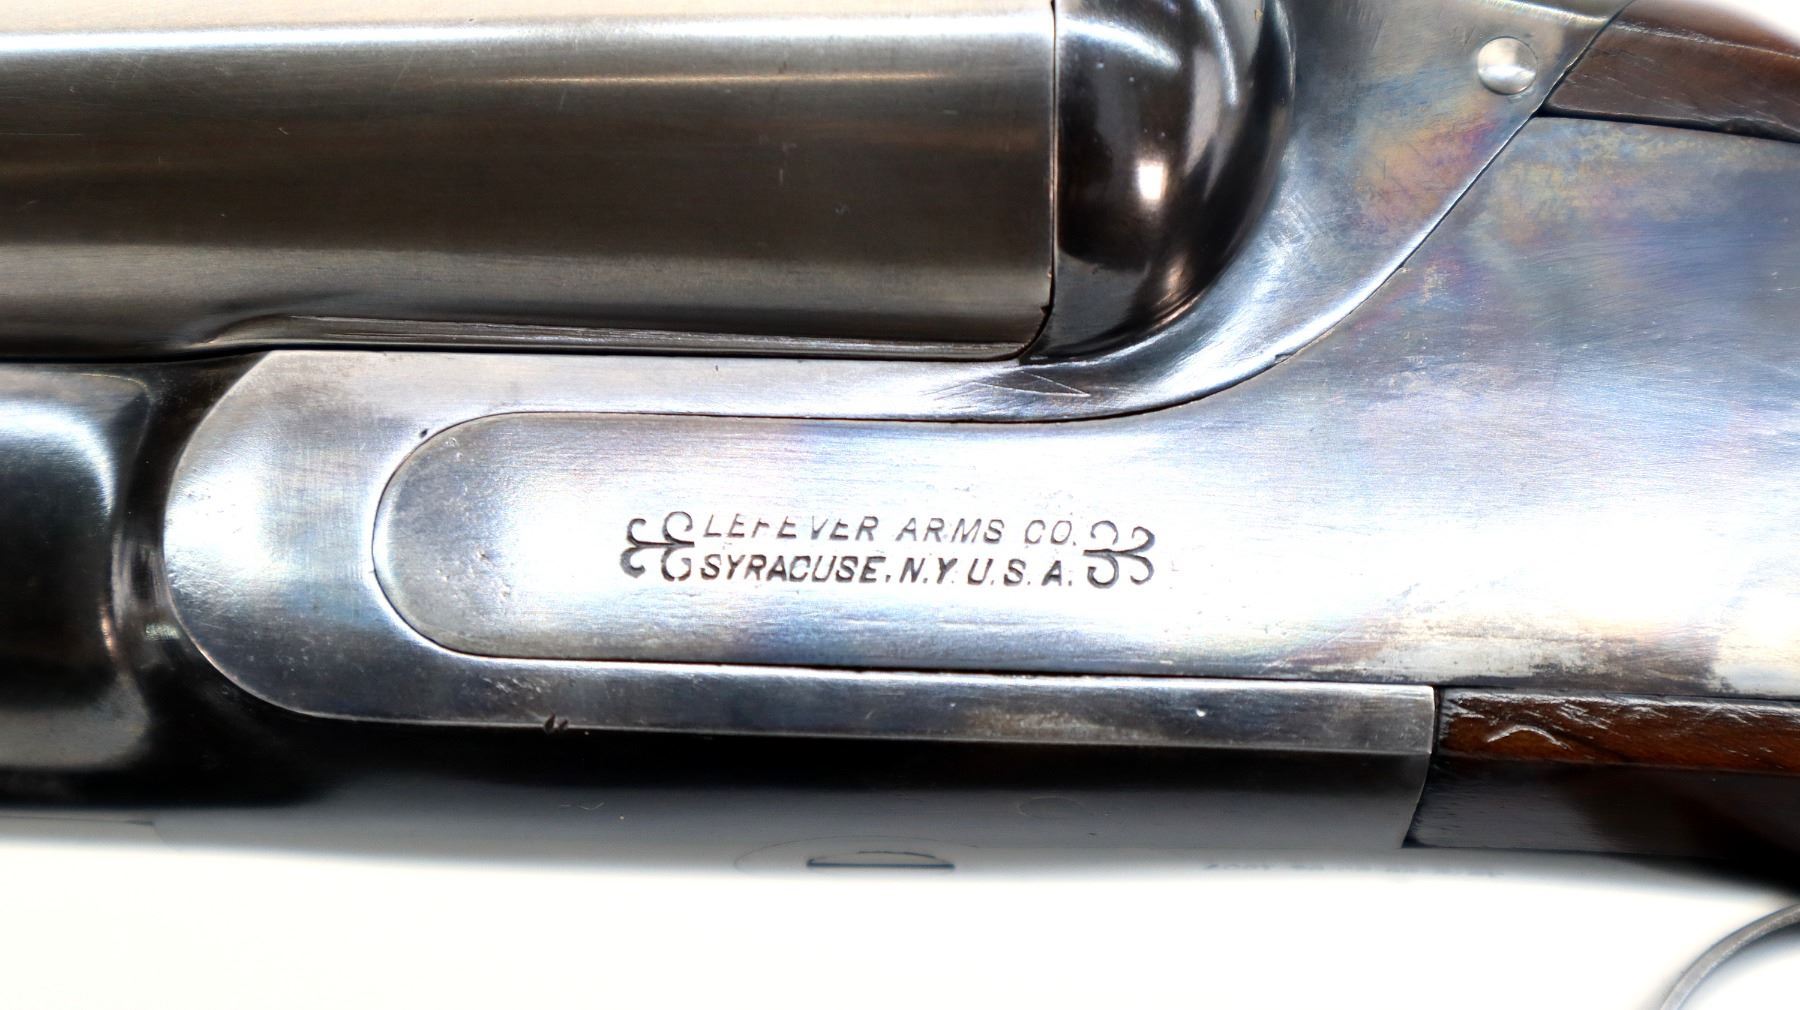 LEFEVER ARMS CO.
SYRACUSE, N.Y. U.S.A.